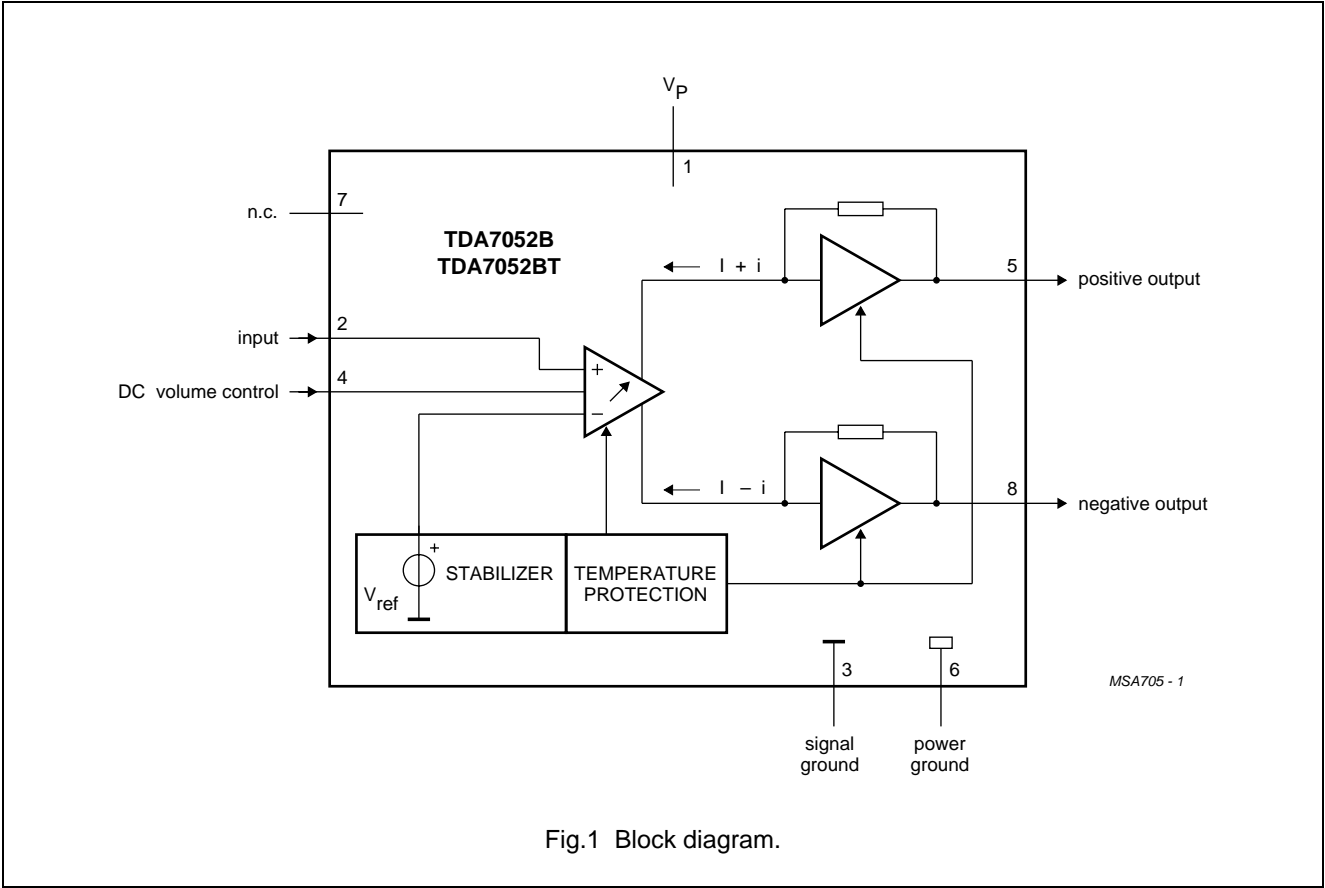 V_P
1
n.c.
7
TDA7052B
TDA7052BT
I + i
5
positive output
input
2
+
DC volume control
4
−
I − i
8
negative output
+
STABILIZER
V_ref
TEMPERATURE
PROTECTION
3
6
MSA705 - 1
signal
ground
power
ground
Fig.1 Block diagram.